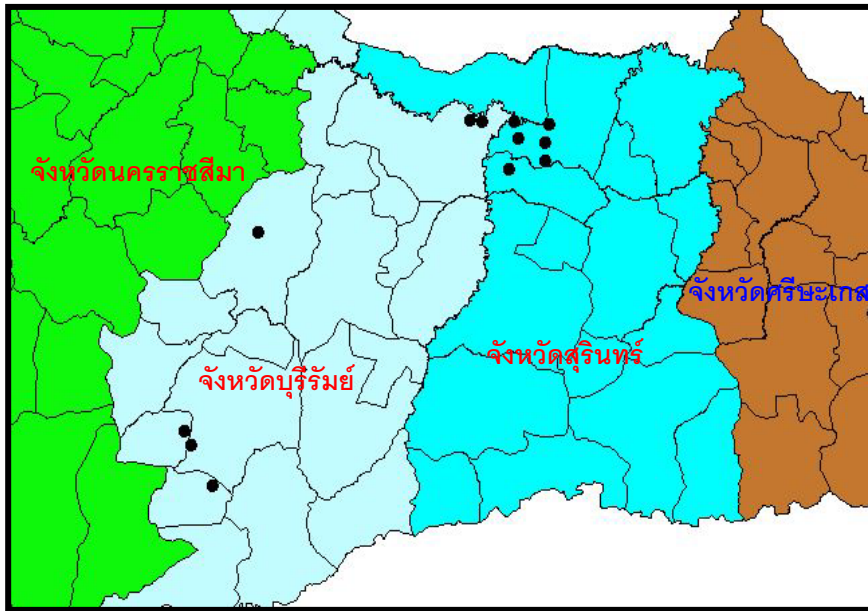 จังหวัดนครราชสีมา
จังหวัดศรีษะเกส
จังหวัดสุรินทร์
จังหวัดบุรีรัมย์